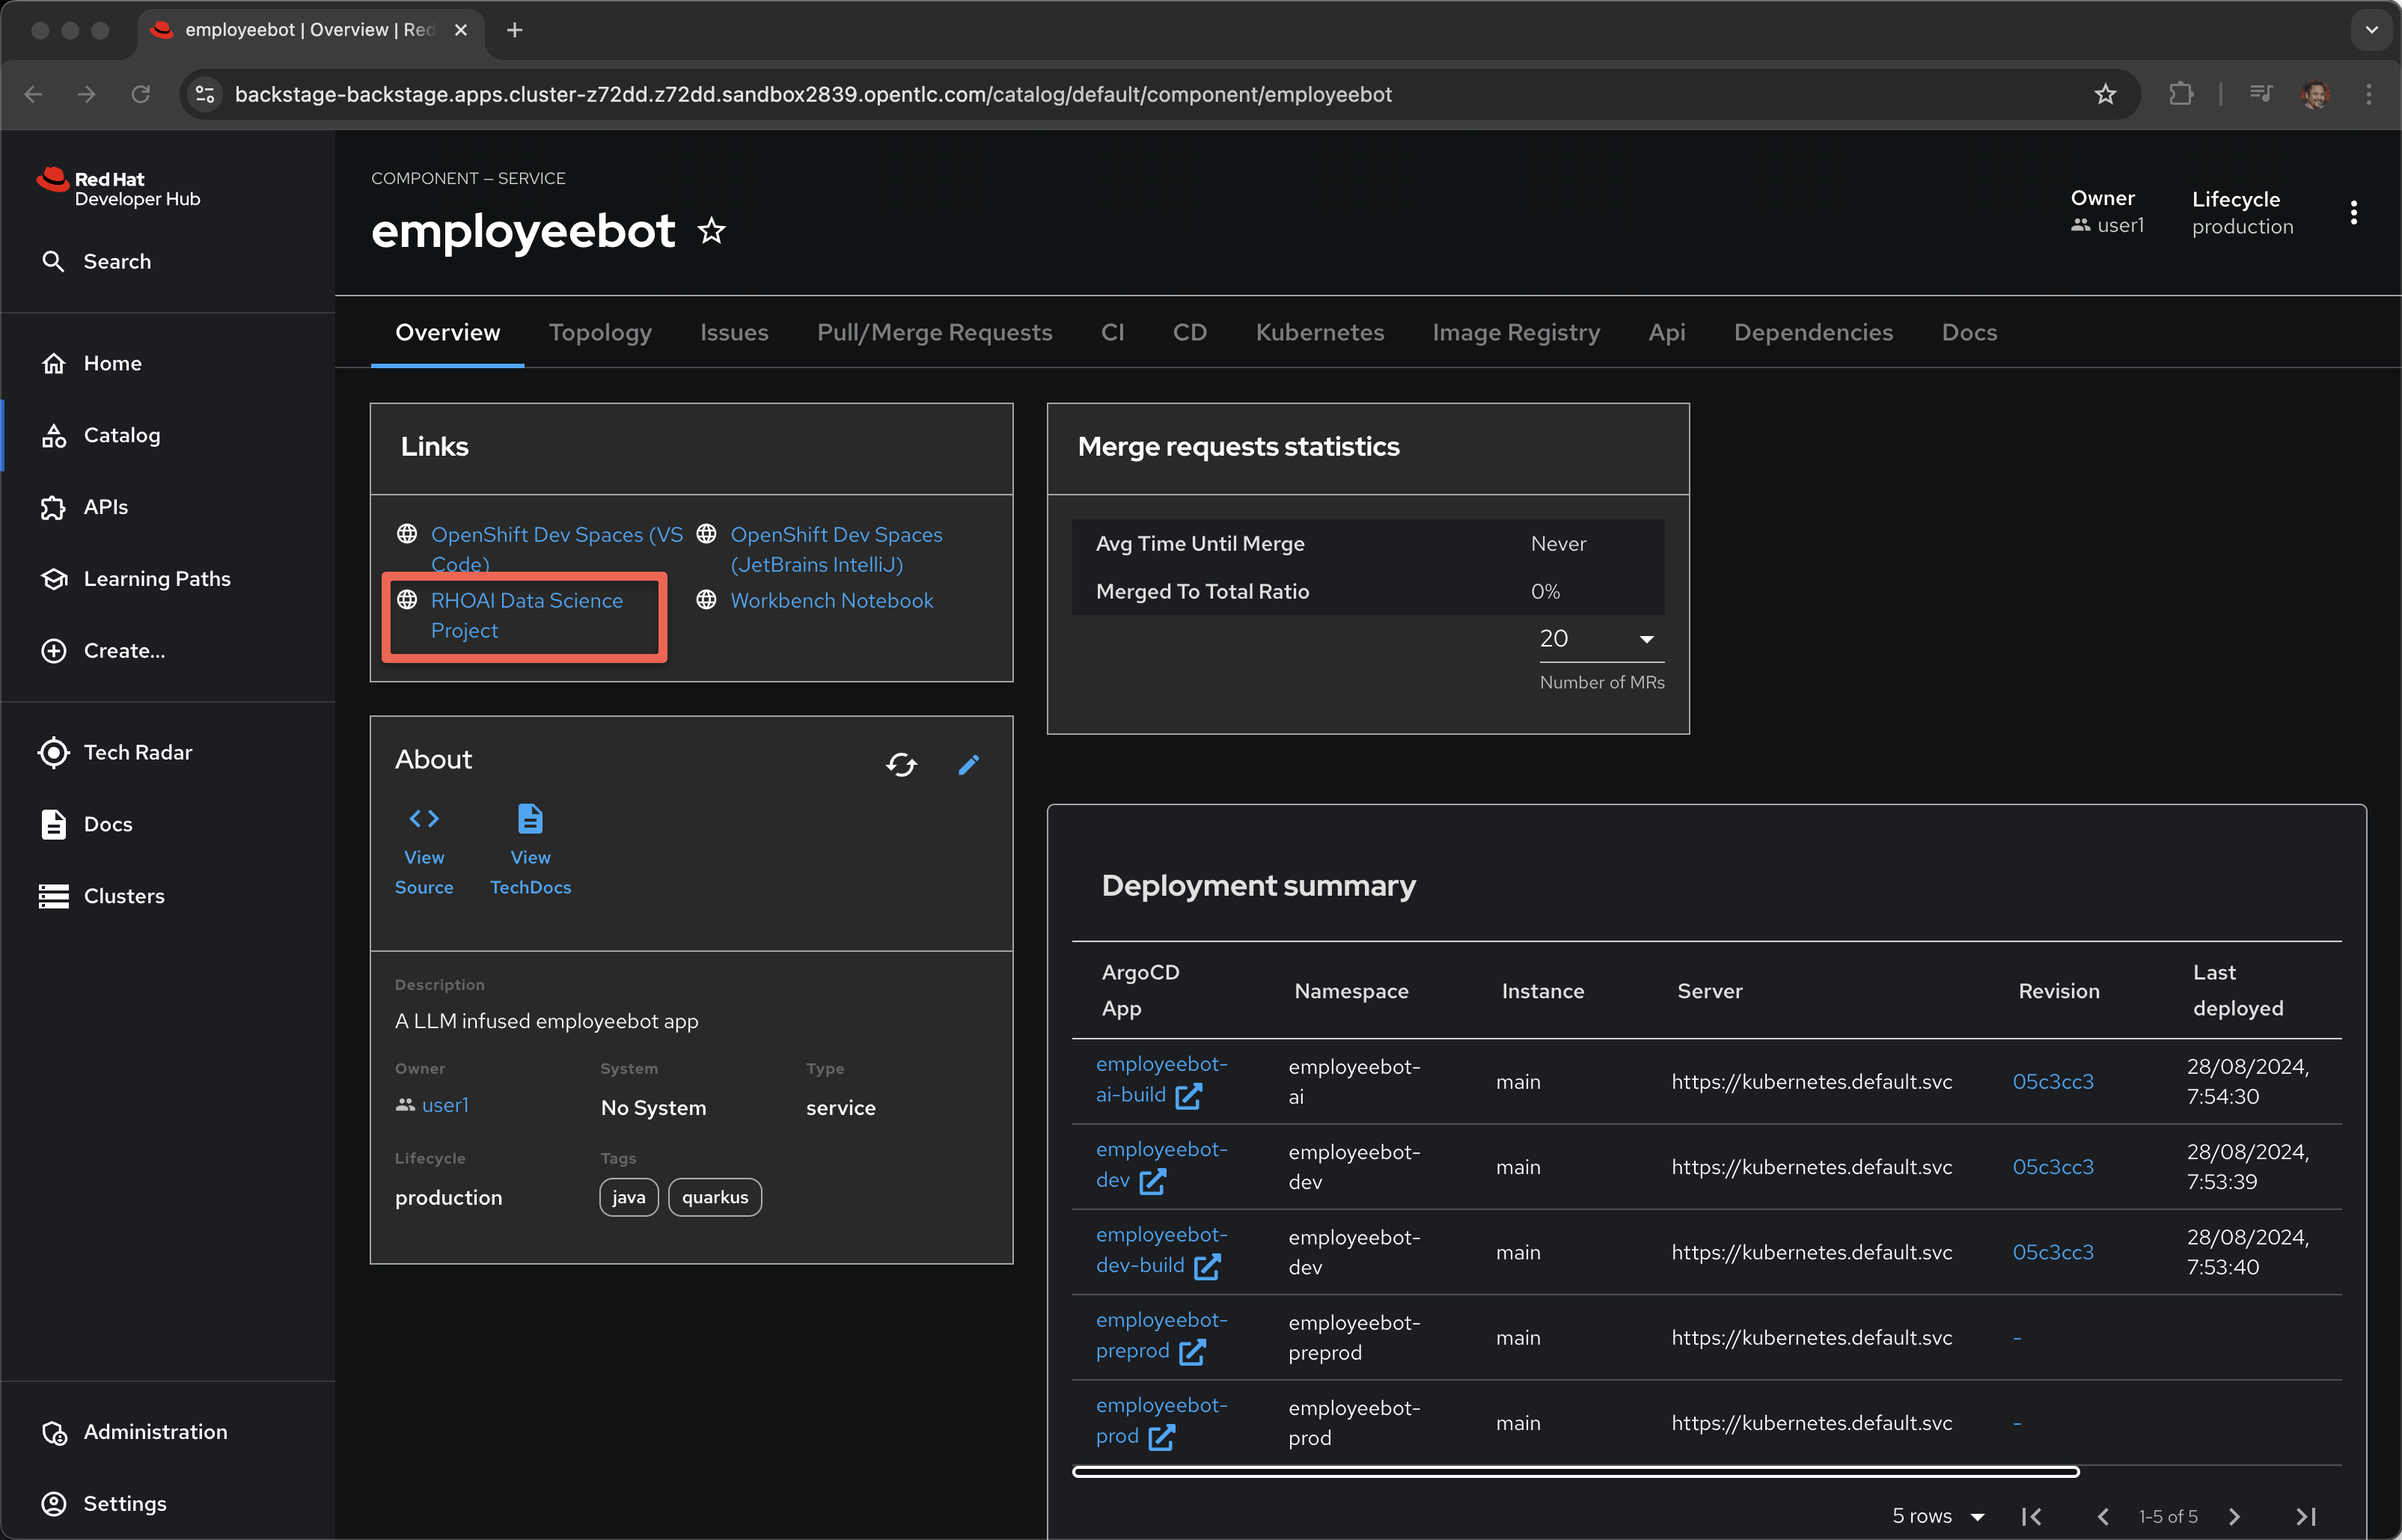 employeebot | Overview | Red
backstage-backstage.apps.cluster-z72dd.z72dd.sandbox2839.opentlc.com/catalog/default/component/employeebot
Red Hat
Developer Hub
Search
Home
Catalog
APIs
Learning Paths
Create...
Tech Radar
Docs
Clusters
Administration
Settings
COMPONENT — SERVICE
employeebot
Owner
user1
Lifecycle
production
Overview Topology Issues Pull/Merge Requests CI CD Kubernetes Image Registry Api Dependencies Docs
Links
OpenShift Dev Spaces (VS
Code)
OpenShift Dev Spaces
(JetBrains IntelliJ)
RHOAI Data Science
Project
Workbench Notebook
About
View
Source
View
TechDocs
Description
A LLM infused employeebot app
Owner
user1
System
No System
Type
service
Lifecycle
production
Tags
java quarkus
Merge requests statistics
Avg Time Until Merge Never
Merged To Total Ratio 0%
20
Number of MRs
Deployment summary
ArgoCD
App
Namespace
Instance
Server
Revision
Last
deployed
employeebot-
ai-build
employeebot-
ai
main
https://kubernetes.default.svc
05c3cc3
28/08/2024,
7:54:30
employeebot-
dev
employeebot-
dev
main
https://kubernetes.default.svc
05c3cc3
28/08/2024,
7:53:39
employeebot-
dev-build
employeebot-
dev
main
https://kubernetes.default.svc
05c3cc3
28/08/2024,
7:53:40
employeebot-
preprod
employeebot-
preprod
main
https://kubernetes.default.svc
-
employeebot-
prod
employeebot-
prod
main
https://kubernetes.default.svc
-
5 rows
1-5 of 5